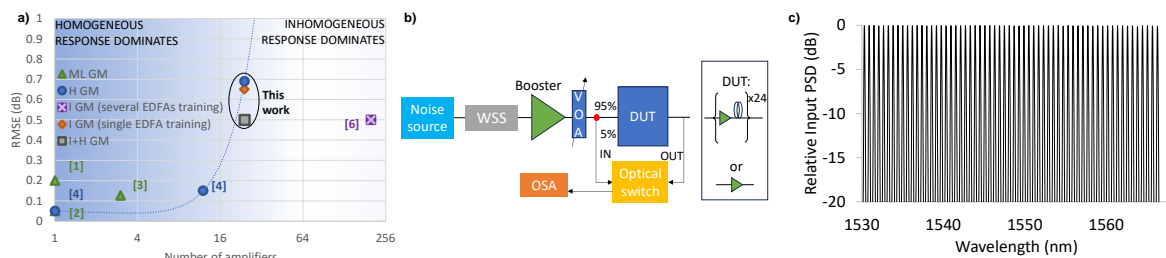 a)
HOMOGENEOUS RESPONSE DOMINATES
INHOMOGENEOUS RESPONSE DOMINATES
RMSE (dB)
1
0.9
0.8
0.7
0.6
0.5
0.4
0.3
0.2
0.1
0
ML GM
H GM
I GM (several EDFAs training)
I GM (single EDFA training)
I+H GM
This work
[1]
[3]
[4]
[2]
[4]
[6]
1
4
16
64
256
Number of amplifiers
b)
Noise source
WSS
Booster
VOA
95%
5%
DUT
IN
OUT
Optical switch
OSA
DUT:
x24
or
c)
Relative Input PSD (dB)
0
-5
-10
-15
-20
1530
1540
1550
1560
Wavelength (nm)